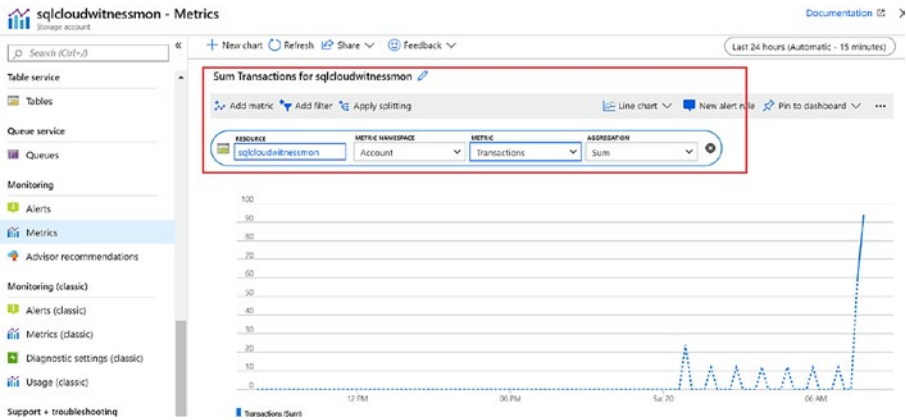 sqlcloudwitnessmon - Metrics
Storage account
Documentation
Search (Ctrl+/)
«
New chart Refresh Share Feedback
Last 24 hours (Automatic - 15 minutes)
Table service
Tables
Queue service
Queues
Monitoring
Alerts
Metrics
Advisor recommendations
Monitoring (classic)
Alerts (classic)
Metrics (classic)
Diagnostic settings (classic)
Usage (classic)
Support + troubleshooting
Sum Transactions for sqlcloudwitnessmon
Add metric Add filter Apply splitting
Line chart New alert rule Pin to dashboard ...
RESOURCE METRIC NAMESPACE METRIC AGGREGATION
sqlcloudwitnessmon Account Transactions Sum
100
90
80
70
60
50
40
30
20
10
0
12 PM 06 PM Sat 20 06 AM
Transactions (Sum)